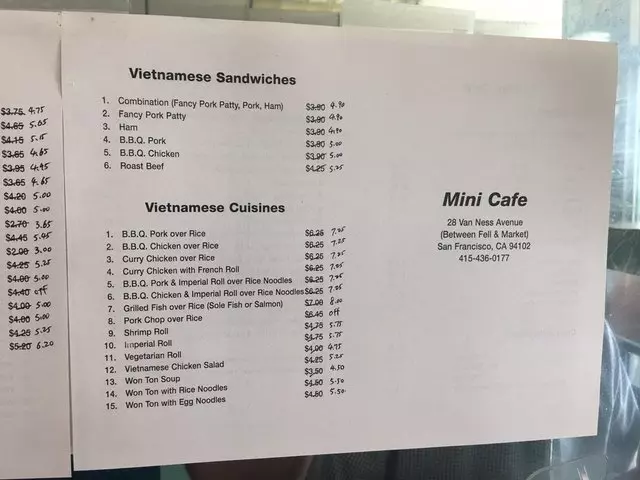 $3.75 4.75
$4.85 5.85
$4.15 5.15
$3.65 4.65
$3.95 4.95
$3.65 4.65
$4.20 5.00
$4.00 5.00
$2.70 3.65
$4.45 5.45
$2.00 3.00
$4.25 5.25
$4.00 5.00
$4.40 off
$4.00 5.00
$4.00 5.00
$4.25 5.25
$5.20 6.20
Vietnamese Sandwiches
1. Combination (Fancy Pork Patty, Pork, Ham) $3.90 4.90
2. Fancy Pork Patty $3.90 4.90
3. Ham $3.90 4.90
4. B.B.Q. Pork $3.90 5.00
5. B.B.Q. Chicken $3.90 5.00
6. Roast Beef $4.25 5.25
Vietnamese Cuisines
1. B.B.Q. Pork over Rice $6.25 7.25
2. B.B.Q. Chicken over Rice $6.25 7.25
3. Curry Chicken over Rice $6.25 7.25
4. Curry Chicken with French Roll $6.25 7.25
5. B.B.Q. Pork & Imperial Roll over Rice Noodles $6.25 7.25
6. B.B.Q. Chicken & Imperial Roll over Rice Noodles $6.25 7.25
7. Grilled Fish over Rice (Sole Fish or Salmon) $7.00 8.00
8. Pork Chop over Rice $6.45 off
9. Shrimp Roll $4.75 5.75
10. Imperial Roll $4.75 5.75
11. Vegetarian Roll $4.00 4.75
12. Vietnamese Chicken Salad $4.25 5.25
13. Won Ton Soup $3.50 4.50
14. Won Ton with Rice Noodles $4.50 5.50
15. Won Ton with Egg Noodles $4.50 5.50
Mini Cafe
28 Van Ness Avenue
(Between Fell & Market)
San Francisco, CA 94102
415-436-0177